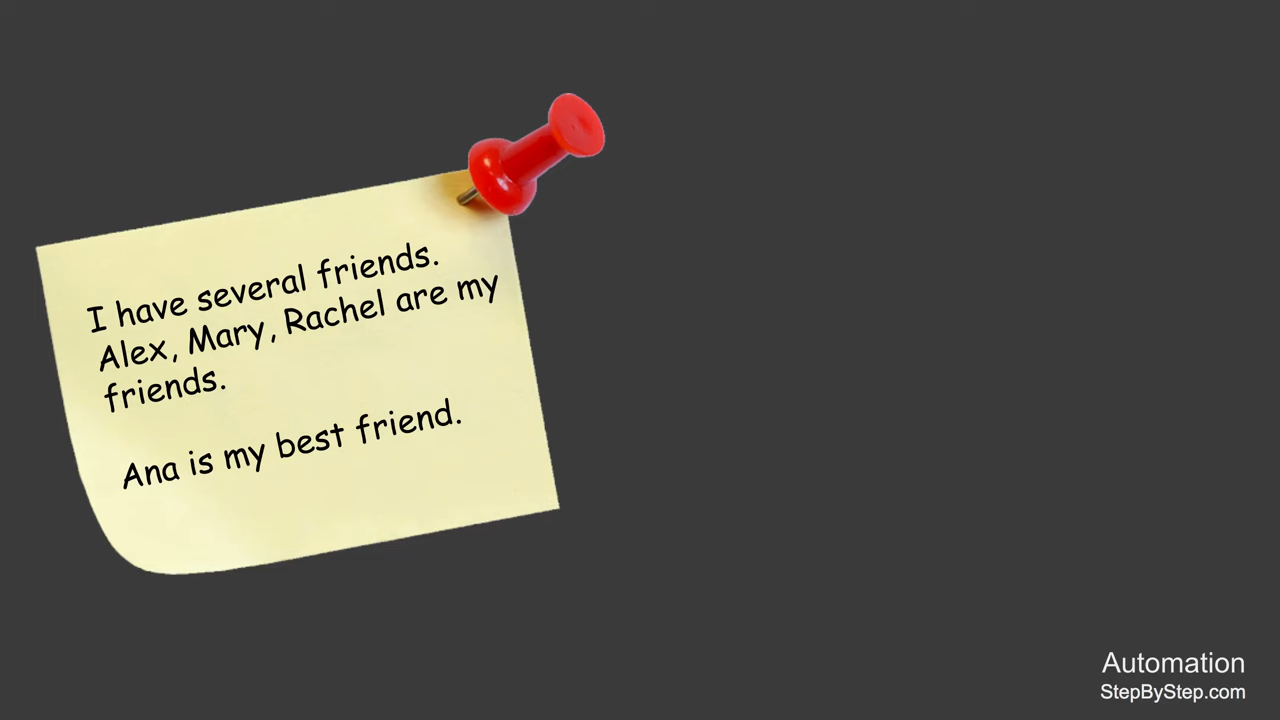 I have several friends.
Alex, Mary, Rachel are my
friends.
Ana is my best friend.
Automation
StepByStep.com